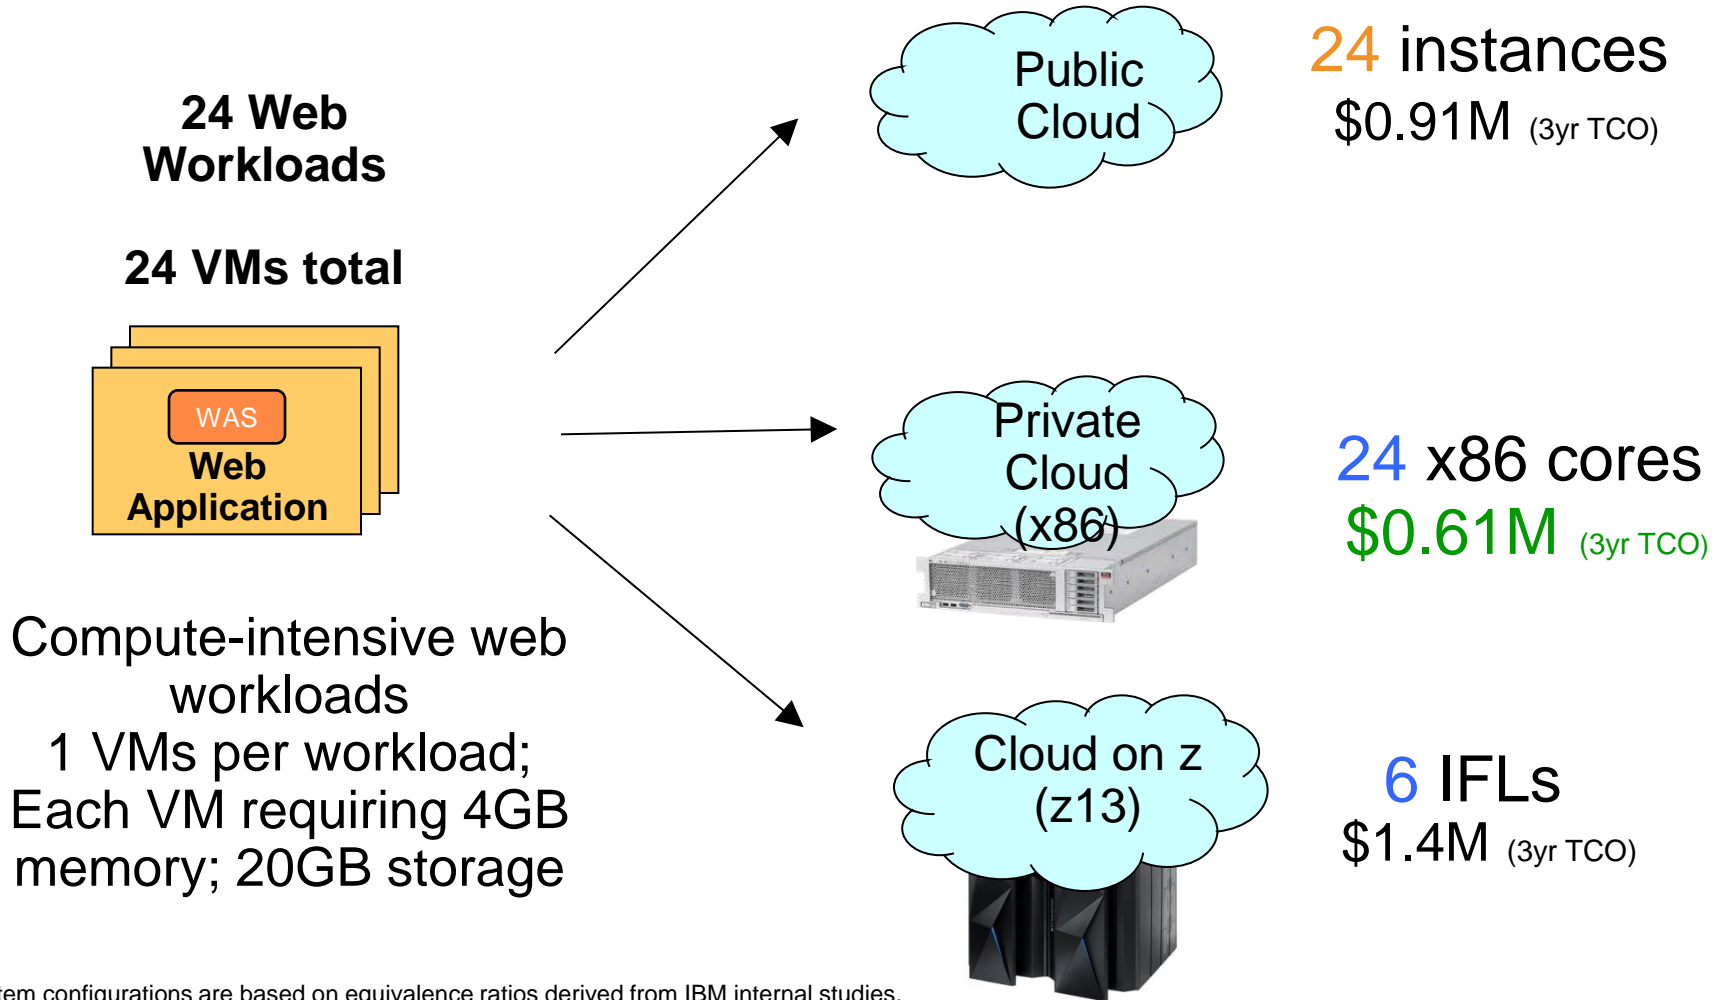 24 Web
Workloads
24 VMs total
WAS
Web
Application
Compute-intensive web
workloads
1 VMs per workload;
Each VM requiring 4GB
memory; 20GB storage
Public
Cloud
24 instances
$0.91M (3yr TCO)
Private
Cloud
(x86)
24 x86 cores
$0.61M (3yr TCO)
Cloud on z
(z13)
6 IFLs
$1.4M (3yr TCO)
configurations are based on equivalence ratios derived from IBM internal studies.